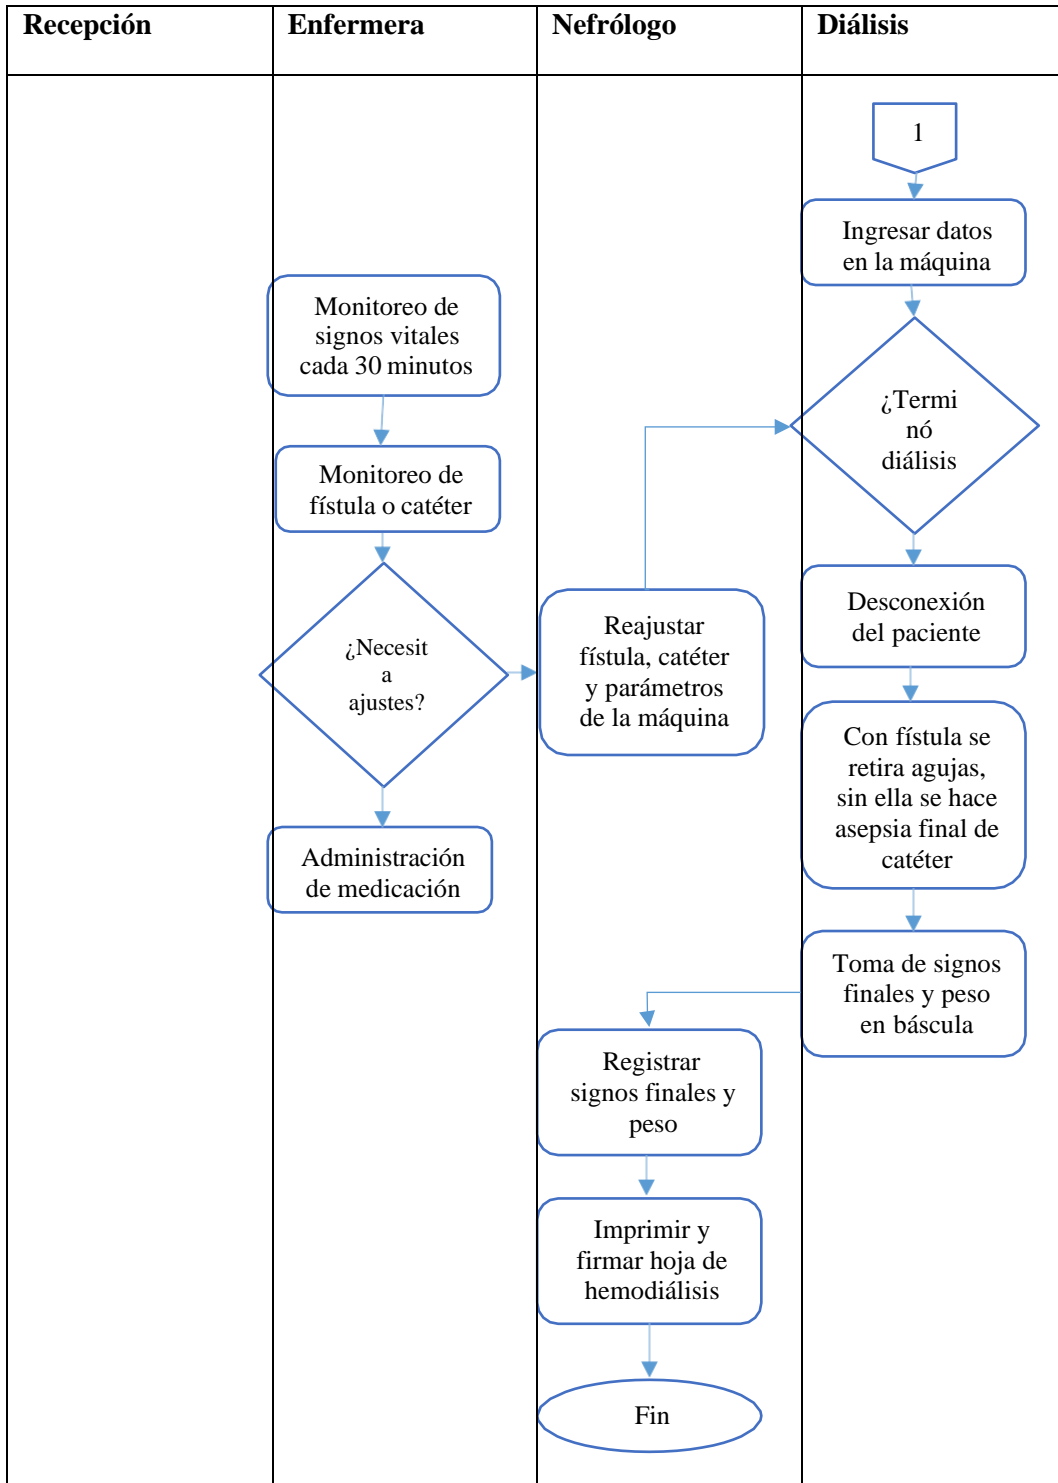 Recepción
Enfermera
Nefrólogo
Diálisis
1
Ingresar datos
en la máquina
Monitoreo de
signos vitales
cada 30 minutos
¿Termi
nó
diálisis
Monitoreo de
fístula o catéter
¿Necesit
a
ajustes?
Reajustar
fístula, catéter
y parámetros
de la máquina
Desconexión
del paciente
Con fístula se
retira agujas,
sin ella se hace
asepsia final de
catéter
Administración
de medicación
Toma de signos
finales y peso
en báscula
Registrar
signos finales y
peso
Imprimir y
firmar hoja de
hemodiálisis
Fin